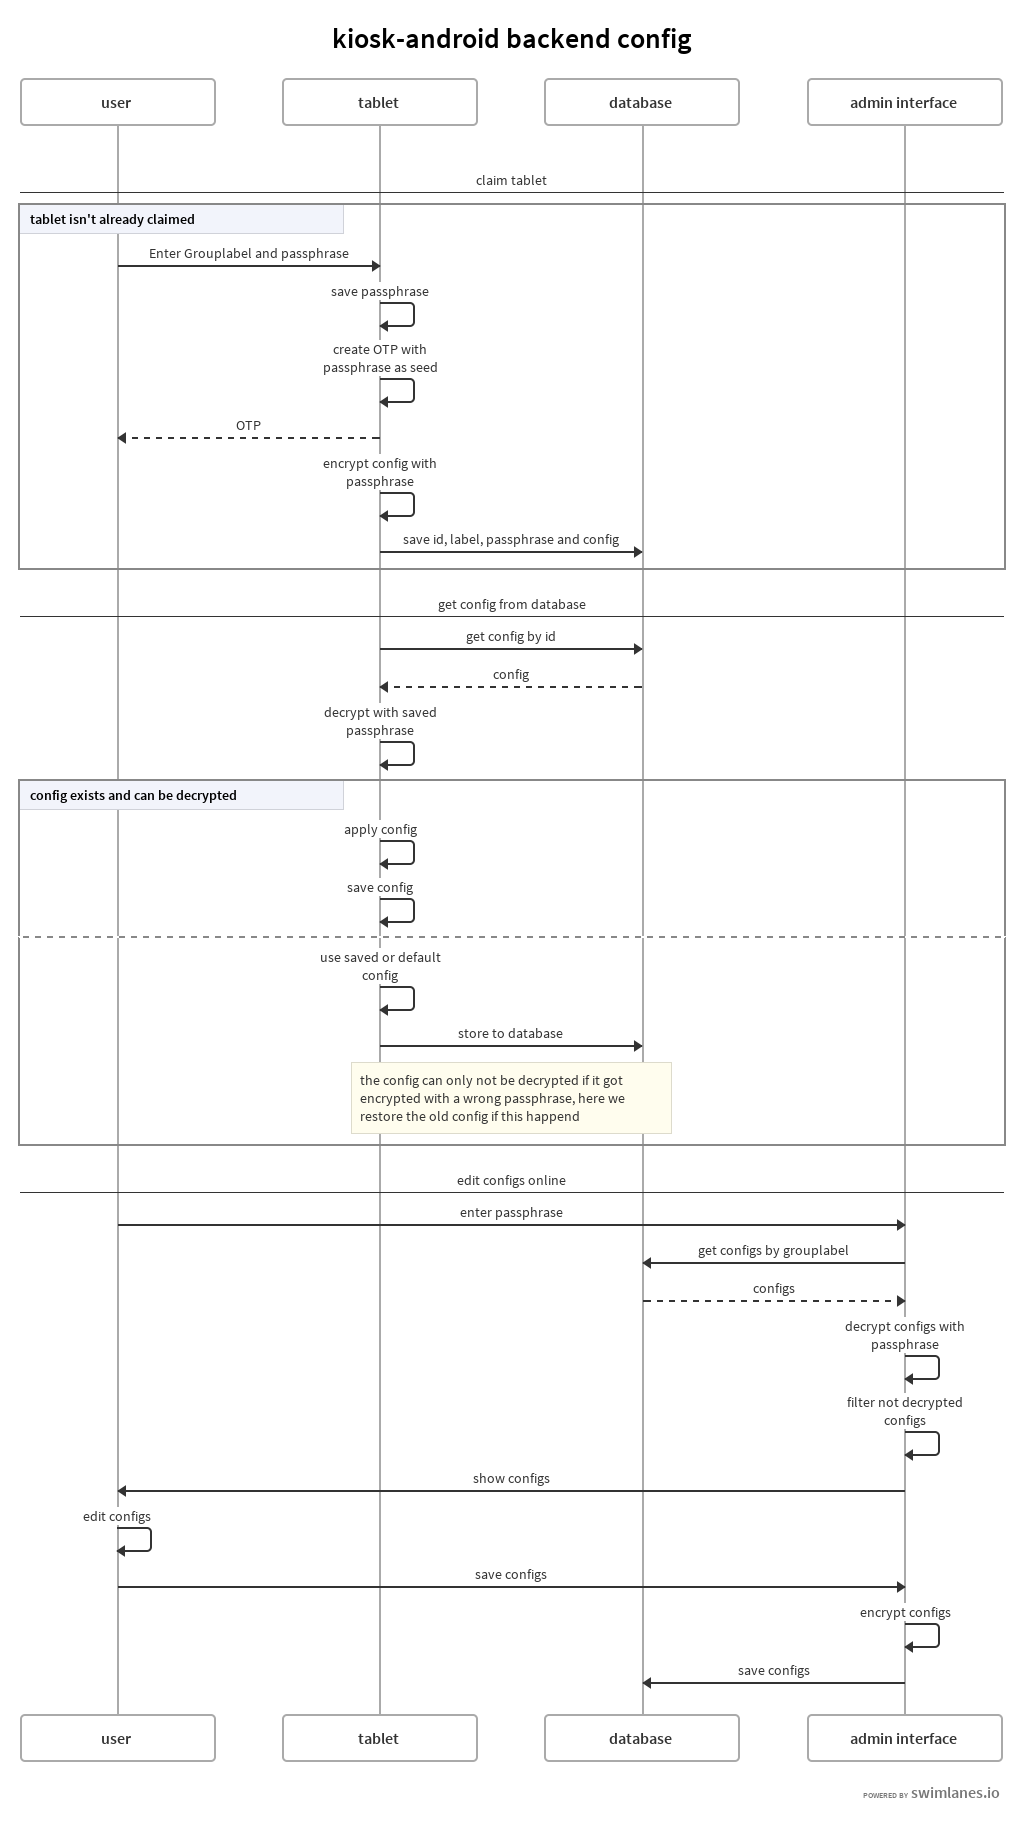 kiosk-android backend config
user
tablet
database
admin interface
claim tablet
tablet isn't already claimed
Enter Grouplabel and passphrase
save passphrase
create OTP with
passphrase as seed
OTP
encrypt config with
passphrase
save id, label, passphrase and config
get config from database
get config by id
config
decrypt with saved
passphrase
config exists and can be decrypted
apply config
save config
use saved or default
config
store to database
the config can only not be decrypted if it got
encrypted with a wrong passphrase, here we
restore the old config if this happend
edit configs online
enter passphrase
get configs by grouplabel
configs
decrypt configs with
passphrase
filter not decrypted
configs
show configs
edit configs
save configs
encrypt configs
save configs
user
tablet
database
admin interface
POWERED BY swimlanes.io